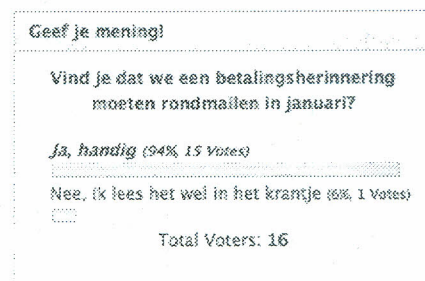 Geef je mening!
Vind je dat we een betalingsherinnering
moeten rondmailen in januari?
Ja, handig (94%, 15 Votes)
Nee, ik lees het wel in het krantje (6%, 1 Votes)
Total Voters: 16